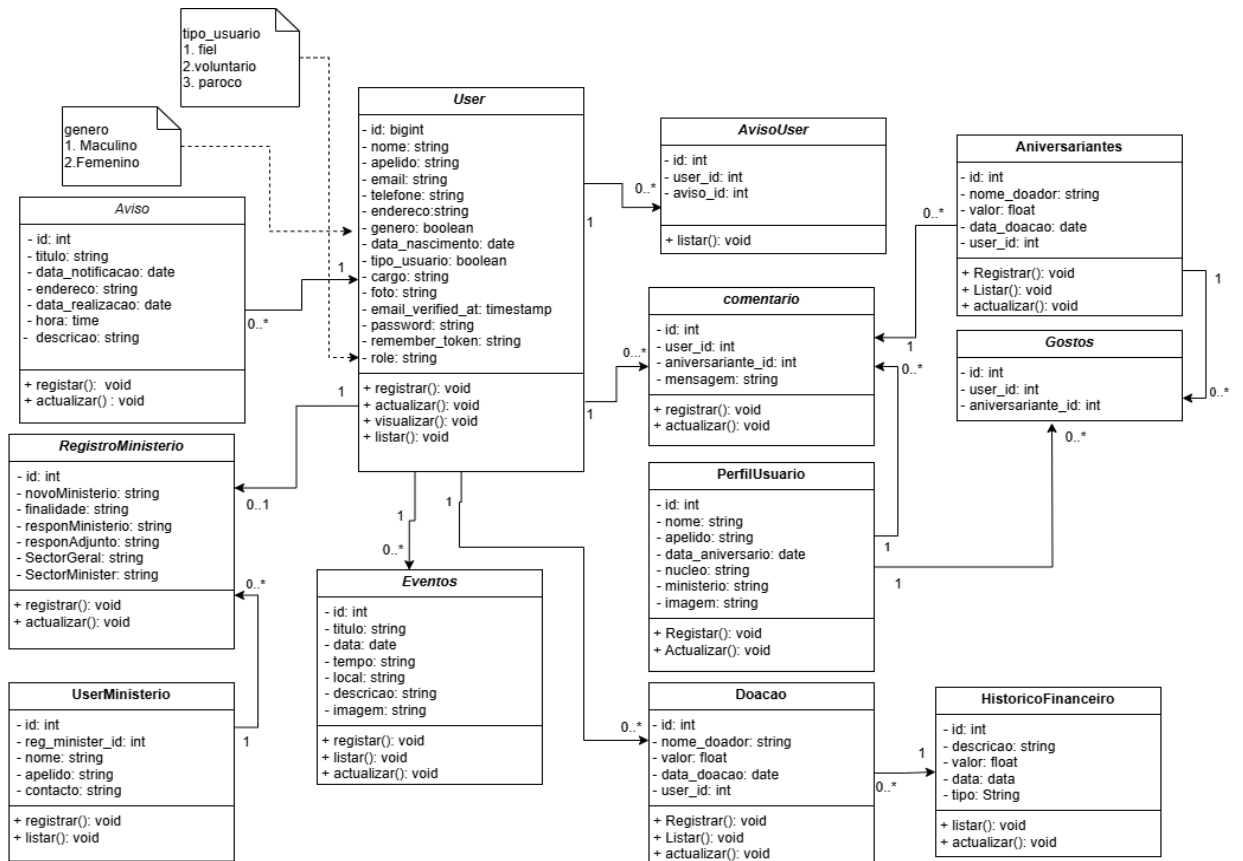 tipo_usuario
1. fiel
2.voluntario
3. paroco
genero
1. Maculino
2.Femenino
User
- id: bigint
- nome: string
- apelido: string
- email: string
- telefone: string
- endereco:string
- genero: boolean
- data_nascimento: date
- tipo_usuario: boolean
- cargo: string
- foto: string
- email_verified_at: timestamp
- password: string
- remember_token: string
- role: string
+ registrar(): void
+ actualizar(): void
+ visualizar(): void
+ listar(): void
AvisoUser
- id: int
- user_id: int
- aviso_id: int
+ listar(): void
Aniversariantes
- id: int
- nome_doador: string
- valor: float
- data_doacao: date
- user_id: int
+ Registrar(): void
+ Listar(): void
+ actualizar(): void
Aviso
- id: int
- titulo: string
- data_notificacao: date
- endereco: string
- data_realizacao: date
- hora: time
- descricao: string
+ registar(): void
+ actualizar() : void
comentario
- id: int
- user_id: int
- aniversariante_id: int
- mensagem: string
+ registrar(): void
+ actualizar(): void
Gostos
- id: int
- user_id: int
- aniversariante_id: int
RegistroMinisterio
- id: int
- novoMinisterio: string
- finalidade: string
- responMinisterio: string
- responAdjunto: string
- SectorGeral: string
- SectorMinister: string
+ registrar(): void
+ actualizar(): void
PerfilUsuario
- id: int
- nome: string
- apelido: string
- data_aniversario: date
- nucleo: string
- ministerio: string
- imagem: string
+ Registar(): void
+ Actualizar(): void
Eventos
- id: int
- titulo: string
- data: date
- tempo: string
- local: string
- descricao: string
- imagem: string
+ registar(): void
+ listar(): void
+ actualizar(): void
UserMinisterio
- id: int
- reg_minister_id: int
- nome: string
- apelido: string
- contacto: string
+ registrar(): void
+ listar(): void
Doacao
- id: int
- nome_doador: string
- valor: float
- data_doacao: date
- user_id: int
+ Registrar(): void
+ Listar(): void
+ actualizar(): void
HistoricoFinanceiro
- id: int
- descricao: string
- valor: float
- data: data
- tipo: String
+ listar(): void
+ actualizar(): void
0..*
1
0..*
1
1
0..*
1
0..*
0..*
1
0..*
1
0..*
1
0..1
1
0..*
1
0..*
1
0..*
1
0..*
1
1
0..*